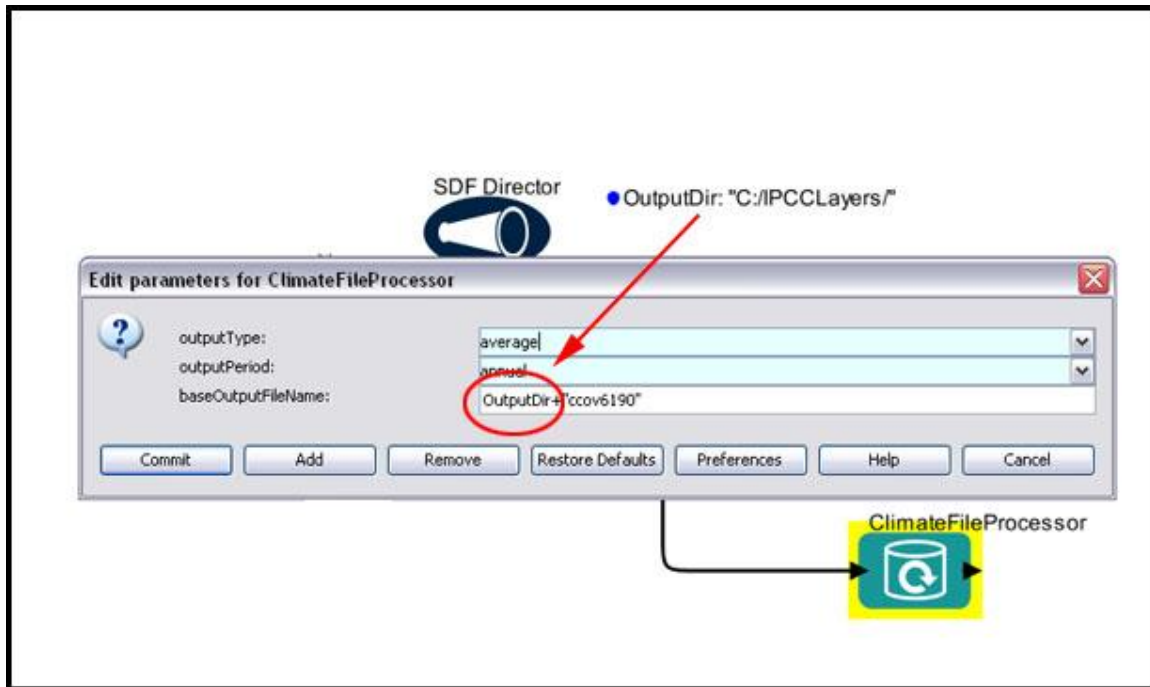 SDF Director
OutputDir: "C:/IPCCLayers/"
Edit parameters for ClimateFileProcessor
outputType: average
outputPeriod: annual
baseOutputFileName: OutputDir+"ccov6190"
Commit Add Remove Restore Defaults Preferences Help Cancel
ClimateFileProcessor